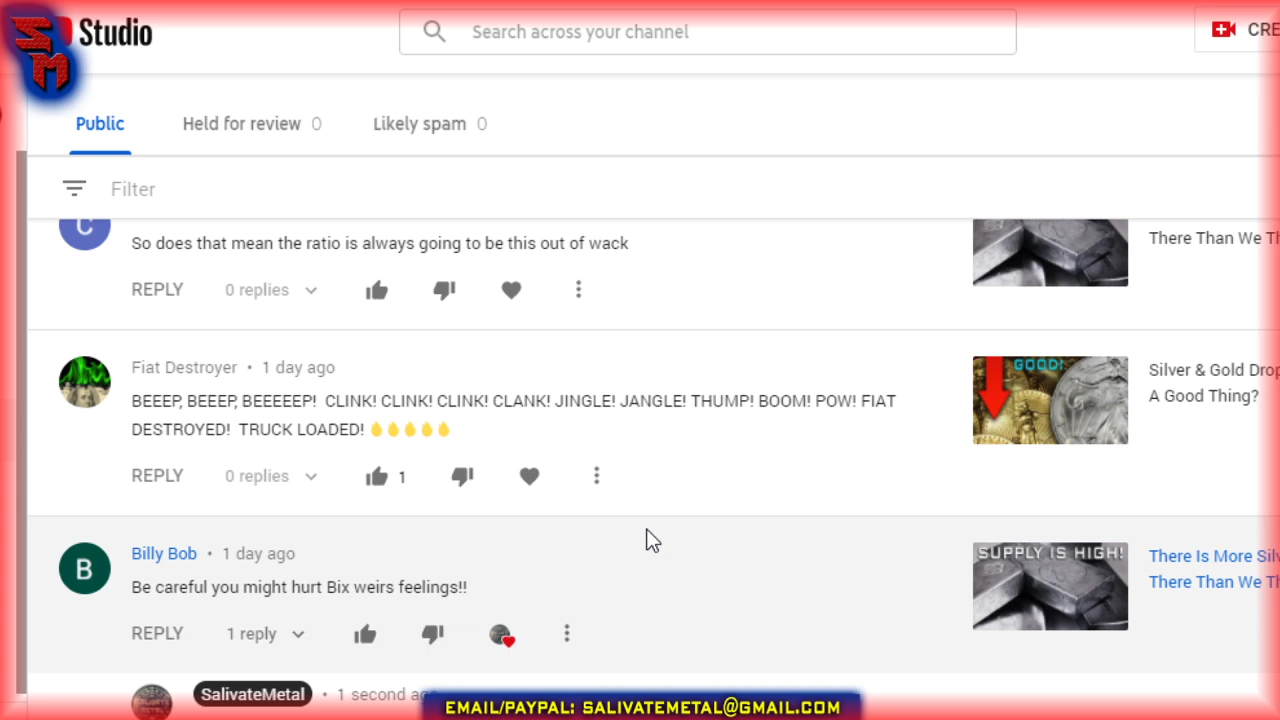 SM
Studio
Search across your channel
CRE
Public
Held for review 0
Likely spam 0
Filter
C
So does that mean the ratio is always going to be this out of wack
There Than We Th
REPLY
0 replies
Fiat Destroyer • 1 day ago
BEEEP, BEEEP, BEEEEEP! CLINK! CLINK! CLINK! CLANK! JINGLE! JANGLE! THUMP! BOOM! POW! FIAT
DESTROYED! TRUCK LOADED!
GOOD!
Silver & Gold Drop
A Good Thing?
REPLY
0 replies
1
B
Billy Bob • 1 day ago
Be careful you might hurt Bix weirs feelings!!
SUPPLY IS HIGH!
There Is More Silv
There Than We Th
REPLY
1 reply
SalivateMetal • 1 second ago
EMAIL/PAYPAL: SALIVATEMETAL@GMAIL.COM